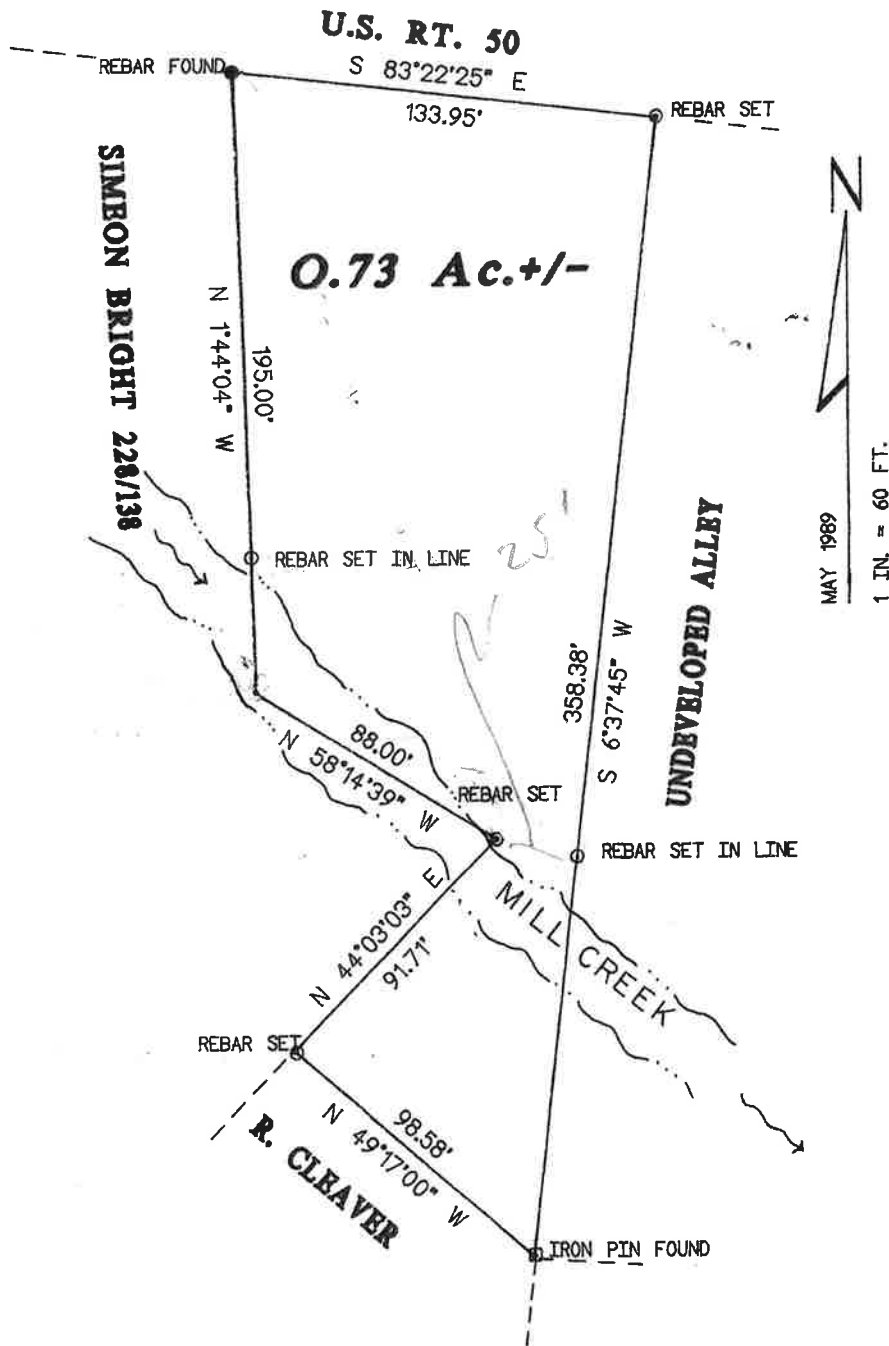 U.S. RT. 50
REBAR FOUND
S 83°22'25" E
133.95'
REBAR SET
SIMEON BRIGHT 228/138
0.73 Ac.+/-
N
N 1°44'04" W
195.00'
MAY 1989
1 IN. = 60 FT.
REBAR SET IN LINE
25'
358.38'
S 6°37'45" W
UNDEVELOPED ALLEY
88.00'
N 58°14'39" W
REBAR SET
REBAR SET IN LINE
MILL CREEK
N 44°03'03" E
91.71'
REBAR SET
98.58'
N 49°17'00" W
R. CLEAVER
IRON PIN FOUND